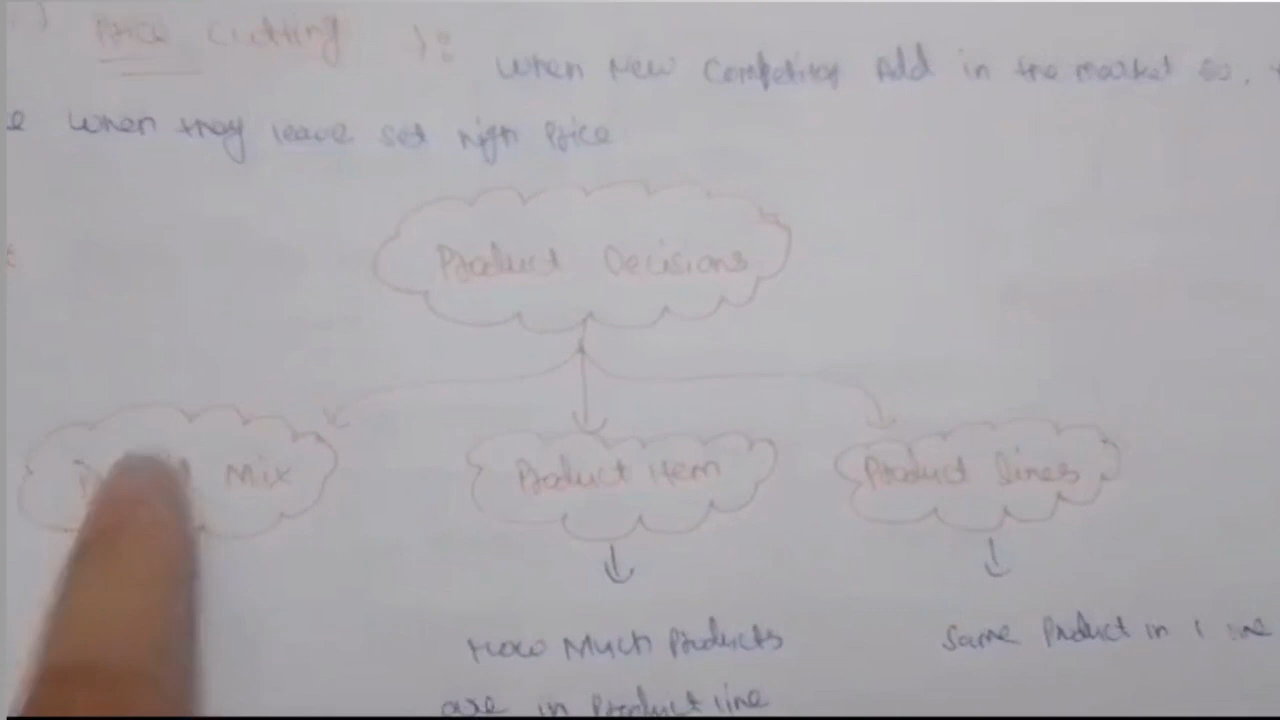 Price Cutting ):
When New Competitor Add in the market so.
when they leave set high Price
Product Decisions
Mix
Product Item
Product Lines
How Much Products
are in Product line
Same Product in 1 line